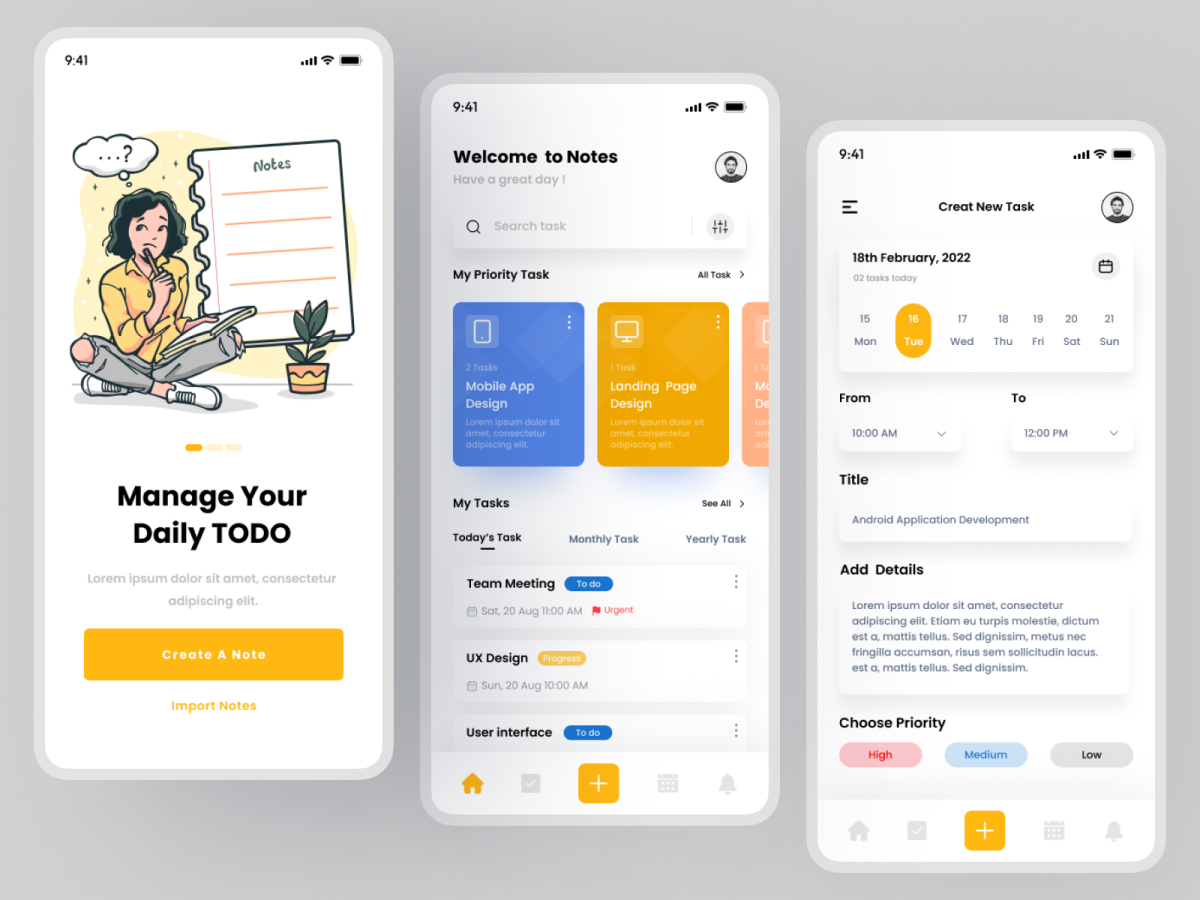 9:41
...?
Notes
Manage Your
Daily TODO
Lorem ipsum dolor sit amet, consectetur
adipiscing elit.
Create A Note
Import Notes
9:41
Welcome to Notes
Have a great day !
Search task
My Priority Task
All Task
2 Tasks
Mobile App
Design
Lorem ipsum dolor sit
amet, consectetur
adipiscing elit.
1 Task
Landing Page
Design
Lorem ipsum dolor sit
amet, consectetur
adipiscing elit.
My Tasks
See All
Today's Task
Monthly Task
Yearly Task
Team Meeting
To do
Sat, 20 Aug 11:00 AM
Urgent
UX Design
Progress
Sun, 20 Aug 10:00 AM
User interface
To do
9:41
Creat New Task
18th February, 2022
02 tasks today
15 16 17 18 19 20 21
Mon Tue Wed Thu Fri Sat Sun
From To
10:00 AM 12:00 PM
Title
Android Application Development
Add Details
Lorem ipsum dolor sit amet, consectetur
adipiscing elit. Etiam eu turpis molestie, dictum
est a, mattis tellus. Sed dignissim, metus nec
fringilla accumsan, risus sem sollicitudin lacus.
est a, mattis tellus. Sed dignissim.
Choose Priority
High Medium Low